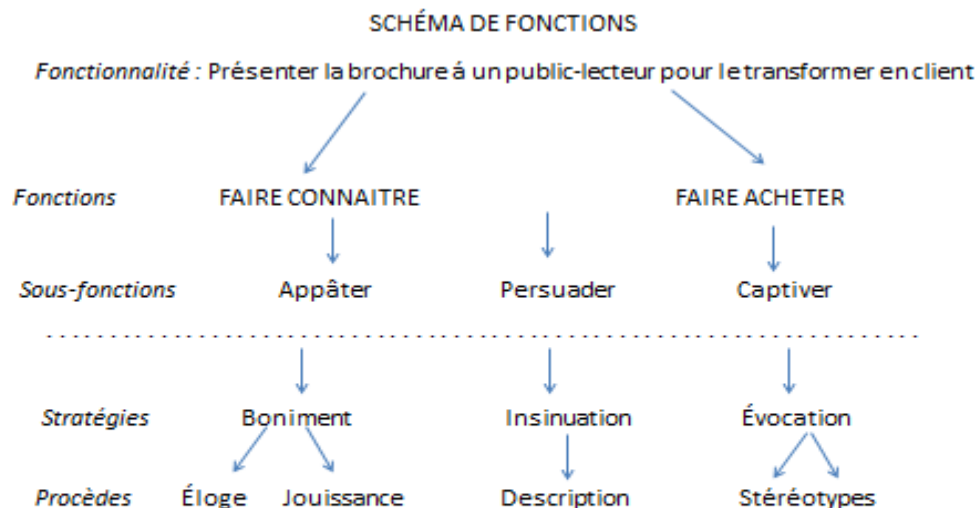 SCHÉMA DE FONCTIONS
Fonctionnalité : Présenter la brochure á un public-lecteur pour le transformer en client
Fonctions FAIRE CONNAITRE FAIRE ACHETER
Sous-fonctions Appâter Persuader Captiver
Stratégies Boniment Insinuation Évocation
Procèdes Éloge Jouissance Description Stéréotypes